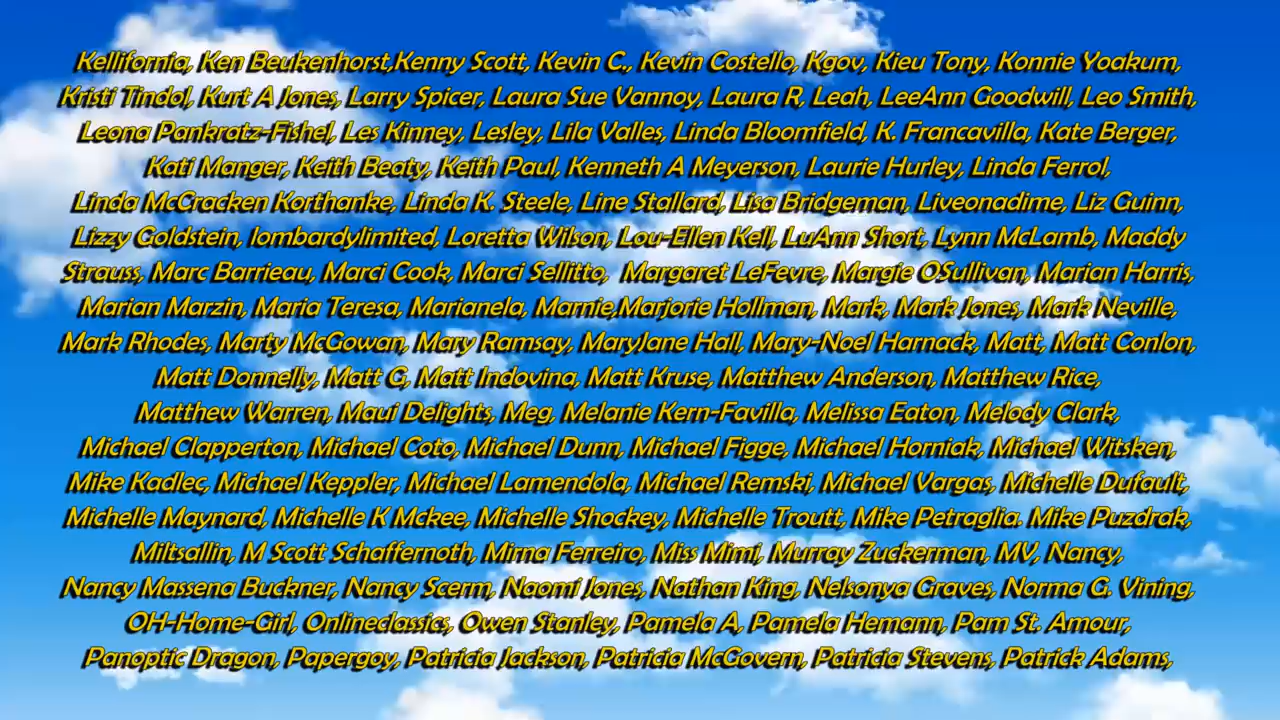 Kellifornia, Ken Beukenhorst,Kenny Scott, Kevin C., Kevin Costello, Kgov, Kieu Tony, Konnie Yoakum,
Kristi Tindol, Kurt A Jones, Larry Spicer, Laura Sue Vannoy, Laura R, Leah, LeeAnn Goodwill, Leo Smith,
Leona Pankratz-Fishel, Les Kinney, Lesley, Lila Valles, Linda Bloomfield, K. Francavilla, Kate Berger,
Kati Manger, Keith Beaty, Keith Paul, Kenneth A Meyerson, Laurie Hurley, Linda Ferrol,
Linda McCracken Korthanke, Linda K. Steele, Line Stallard, Lisa Bridgeman, Liveonadime, Liz Guinn,
Lizzy Goldstein, lombardylimited, Loretta Wilson, Lou-Ellen Kell, LuAnn Short, Lynn McLamb, Maddy
Strauss, Marc Barrieau, Marci Cook, Marci Sellitto,  Margaret LeFevre, Margie OSullivan, Marian Harris,
Marian Marzin, Maria Teresa, Marianela, Marnie,Marjorie Hollman, Mark, Mark Jones, Mark Neville,
Mark Rhodes, Marty McGowan, Mary Ramsay, MaryJane Hall, Mary-Noel Harnack, Matt, Matt Conlon,
Matt Donnelly, Matt G, Matt Indovina, Matt Kruse, Matthew Anderson, Matthew Rice,
Matthew Warren, Maui Delights, Meg, Melanie Kern-Favilla, Melissa Eaton, Melody Clark,
Michael Clapperton, Michael Coto, Michael Dunn, Michael Figge, Michael Horniak, Michael Witsken,
Mike Kadlec, Michael Keppler, Michael Lamendola, Michael Remski, Michael Vargas, Michelle Dufault,
Michelle Maynard, Michelle K Mckee, Michelle Shockey, Michelle Troutt, Mike Petraglia. Mike Puzdrak,
Miltsallin, M Scott Schaffernoth, Mirna Ferreiro, Miss Mimi, Murray Zuckerman, MV, Nancy,
Nancy Massena Buckner, Nancy Scerm, Naomi Jones, Nathan King, Nelsonya Graves, Norma G. Vining,
OH-Home-Girl, Onlineclassics, Owen Stanley, Pamela A, Pamela Hemann, Pam St. Amour,
Panoptic Dragon, Papergoy, Patricia Jackson, Patricia McGovern, Patricia Stevens, Patrick Adams,